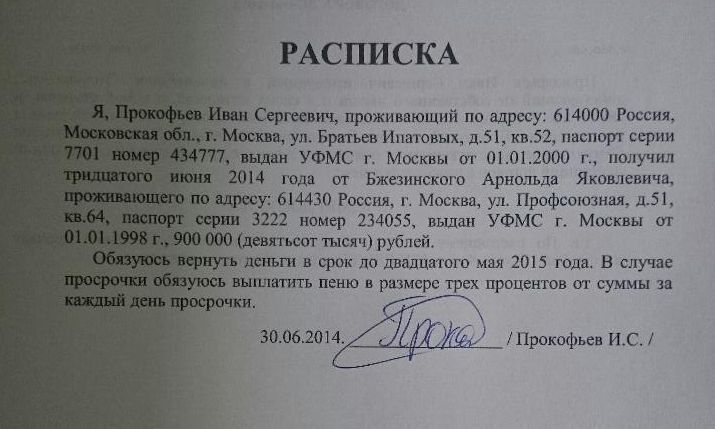 РАСПИСКА
Я, Прокофьев Иван Сергеевич, проживающий по адресу: 614000 Россия,
Московская обл., г. Москва, ул. Братьев Ипатовых, д.51, кв.52, паспорт серии
7701 номер 434777, выдан УФМС г. Москвы от 01.01.2000 г., получил
тридцатого июня 2014 года от Бжезинского Арнольда Яковлевича,
проживающего по адресу: 614430 Россия, г. Москва, ул. Профсоюзная, д.51,
кв.64, паспорт серии 3222 номер 234055, выдан УФМС г. Москвы от
01.01.1998 г., 900 000 (девятьсот тысяч) рублей.
Обязуюсь вернуть деньги в срок до двадцатого мая 2015 года. В случае
просрочки обязуюсь выплатить пеню в размере трех процентов от суммы за
каждый день просрочки.
30.06.2014. Проко / Прокофьев И.С. /